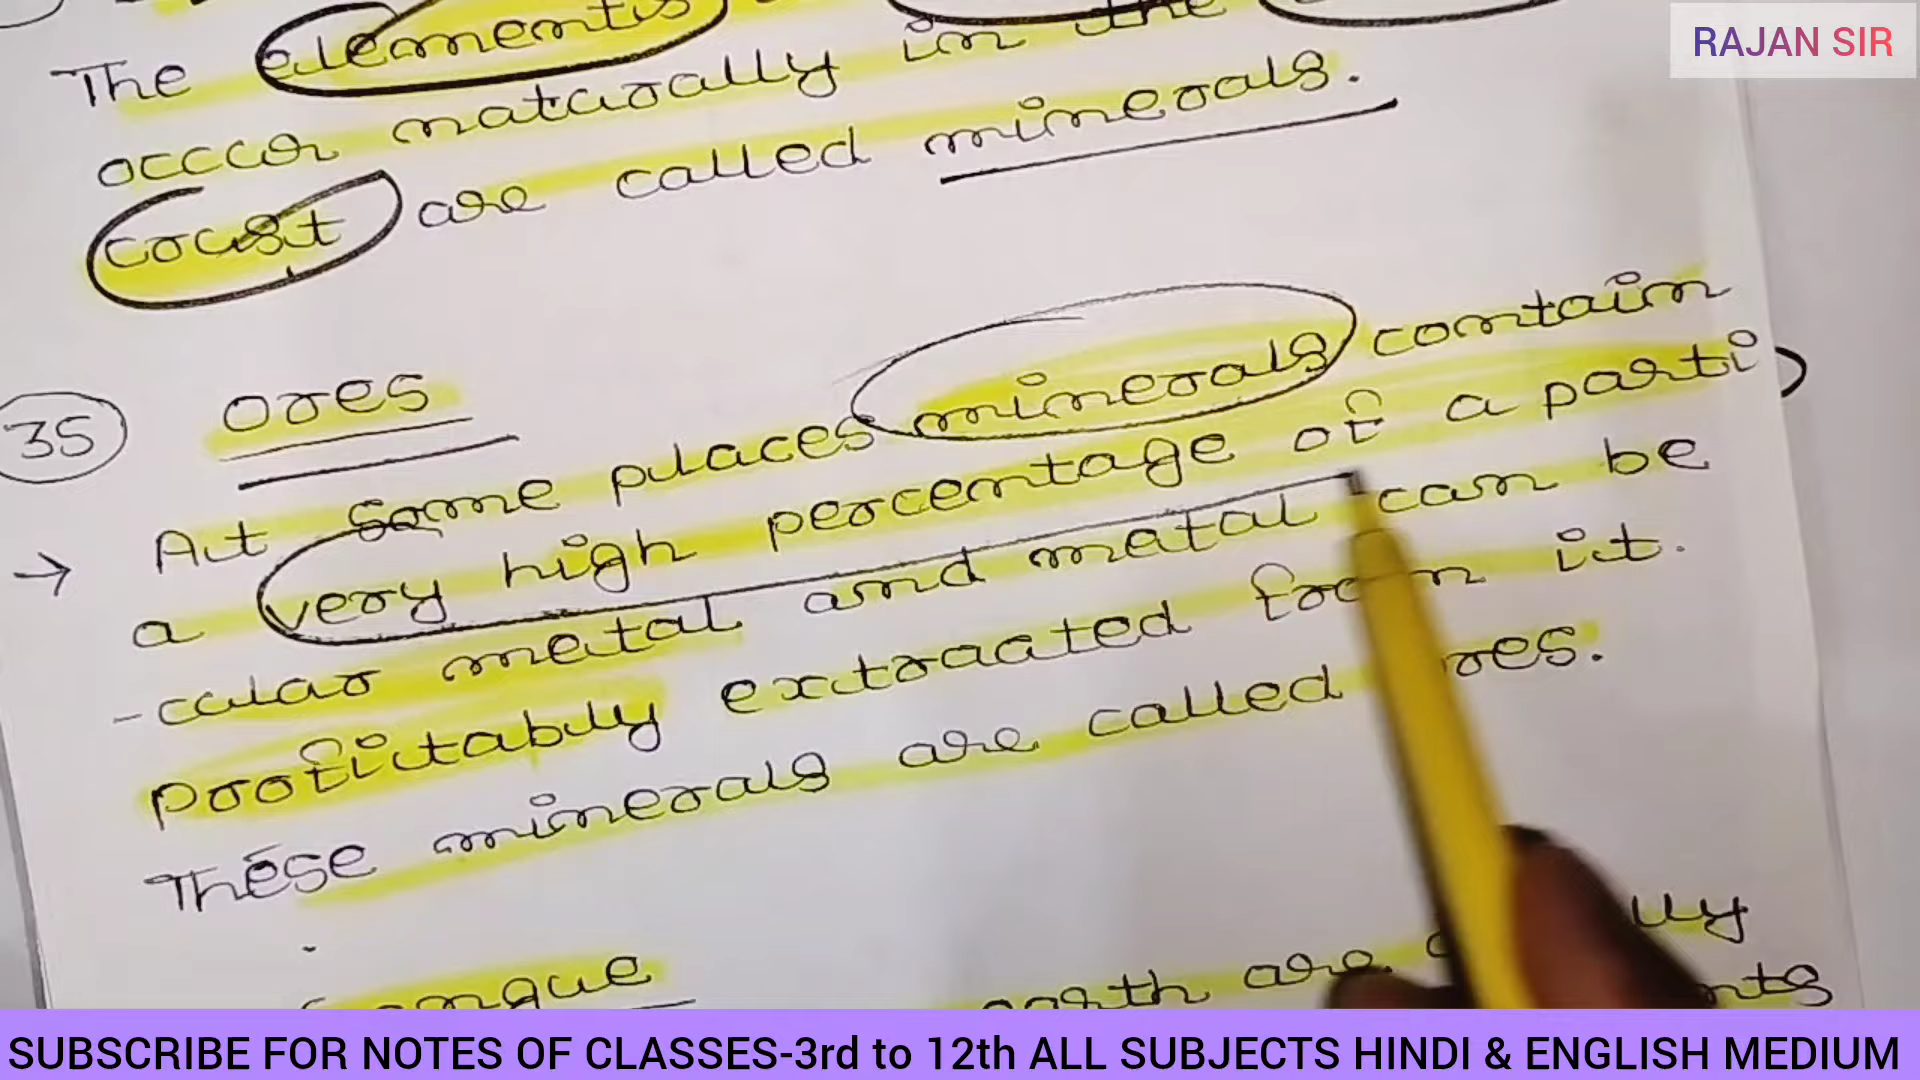 RAJAN SIR
The elements
occur naturally in the
crust are called minerals.
35 Ores
→ At some places minerals contain
a very high percentage of a parti
-cular metal and metal can be
profitably extracted from it.
These minerals are called ores.
earth are
SUBSCRIBE FOR NOTES OF CLASSES-3rd to 12th ALL SUBJECTS HINDI & ENGLISH MEDIUM